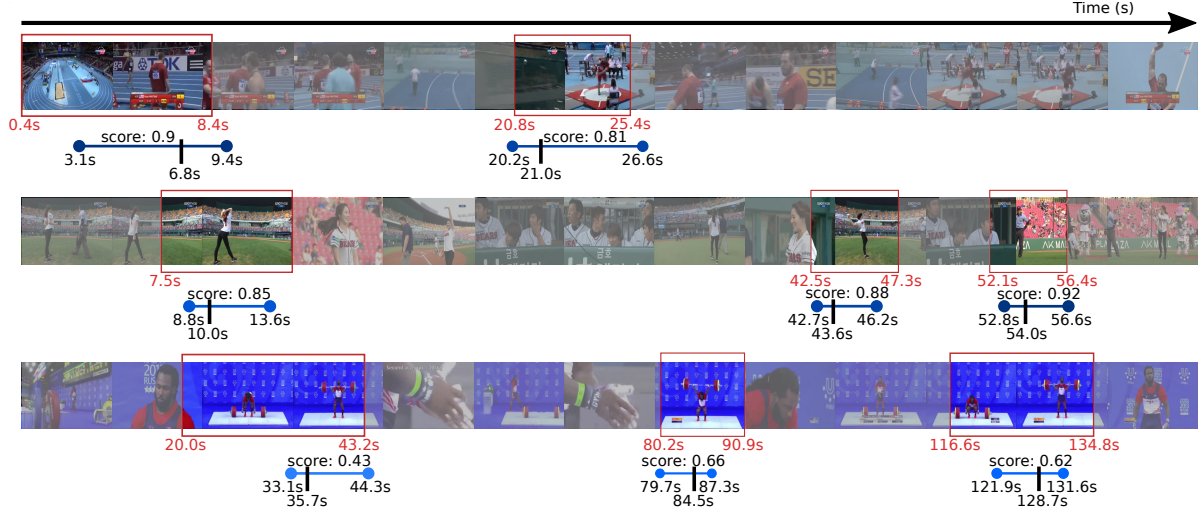 Time (s)
TDK
SE
0.4s 8.4s 20.8s 25.4s
score: 0.9 score: 0.81
3.1s 9.4s 20.2s 26.6s
6.8s 21.0s
AK PLAZA
7.5s 42.5s 47.3s 52.1s 56.4s
score: 0.85 score: 0.88 score: 0.92
8.8s 13.6s 42.7s 46.2s 52.8s 56.6s
10.0s 43.6s 54.0s
20.0s 43.2s 80.2s 90.9s 116.6s 134.8s
score: 0.43 score: 0.66 score: 0.62
33.1s 44.3s 79.7s 87.3s 121.9s 131.6s
35.7s 84.5s 128.7s